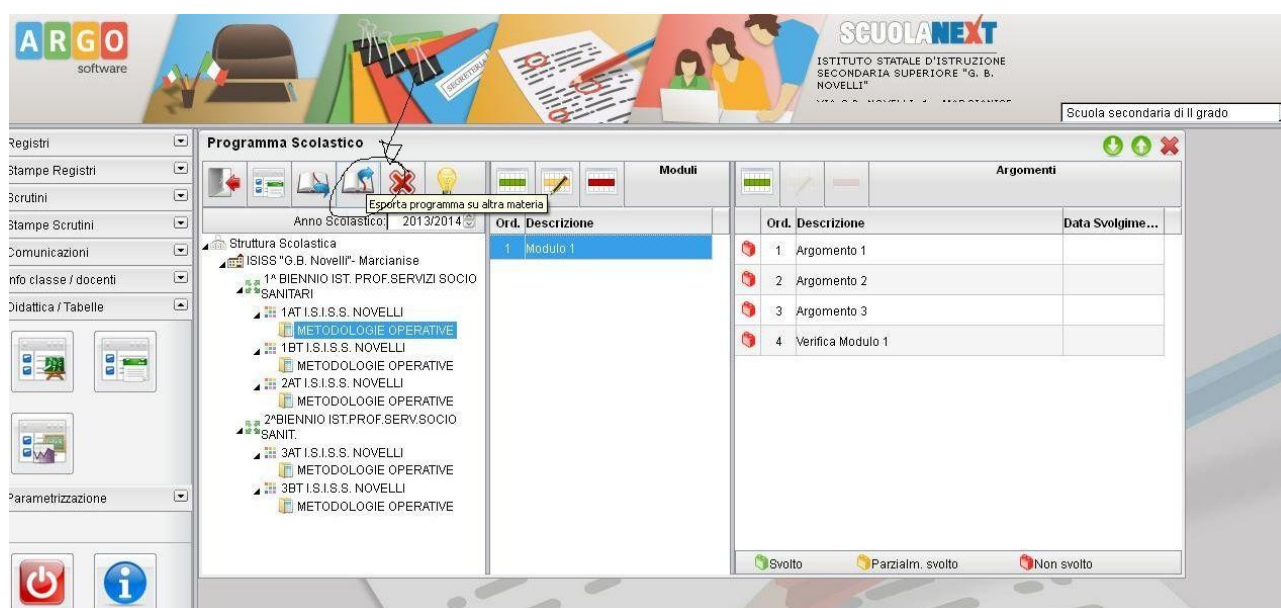 ARGO
software
SEGRETERIA
SCUOLANEXT
ISTITUTO STATALE D'ISTRUZIONE
SECONDARIA SUPERIORE "G. B.
NOVELLI"
Scuola secondaria di II grado
Registri
Stampe Registri
Scrutini
Stampe Scrutini
Comunicazioni
Info classe / docenti
Didattica / Tabelle
Parametrizzazione
Programma Scolastico
Esporta programma su altra materia
Anno Scolastico: 2013/2014
Struttura Scolastica
ISISS "G.B. Novelli"- Marcianise
1^ BIENNIO IST. PROF.SERVIZI SOCIO
SANITARI
1AT I.S.I.S.S. NOVELLI
METODOLOGIE OPERATIVE
1BT I.S.I.S.S. NOVELLI
METODOLOGIE OPERATIVE
2AT I.S.I.S.S. NOVELLI
METODOLOGIE OPERATIVE
2^BIENNIO IST.PROF.SERV.SOCIO
SANIT.
3AT I.S.I.S.S. NOVELLI
METODOLOGIE OPERATIVE
3BT I.S.I.S.S. NOVELLI
METODOLOGIE OPERATIVE
Moduli
Ord. Descrizione
1 Modulo 1
Argomenti
Ord. Descrizione Data Svolgime...
1 Argomento 1
2 Argomento 2
3 Argomento 3
4 Verifica Modulo 1
Svolto Parzialm. svolto Non svolto